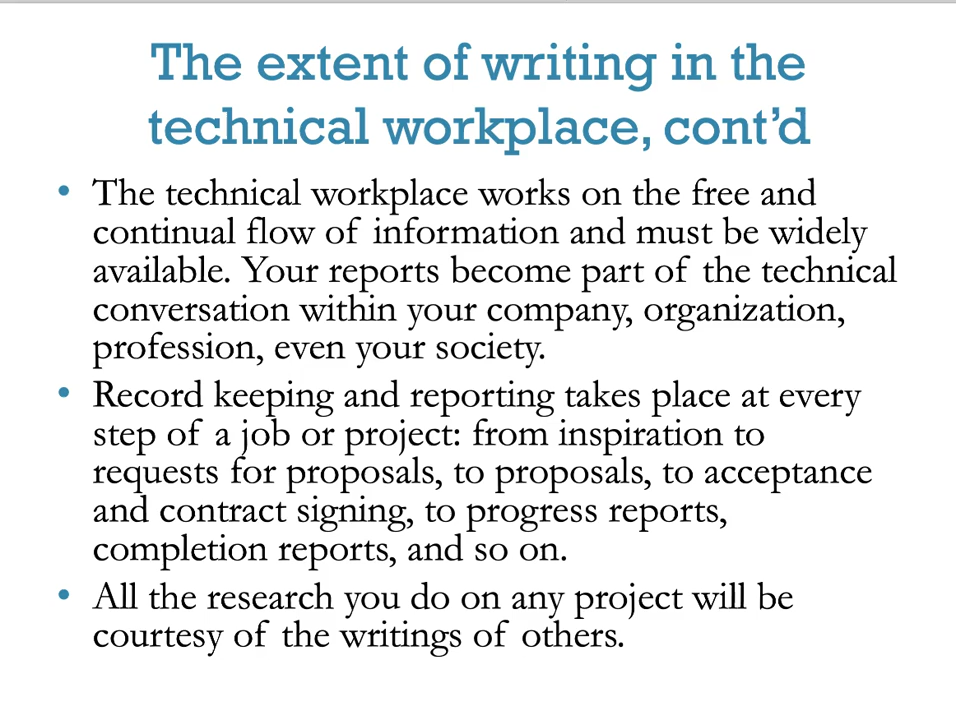 The extent of writing in the
technical workplace, cont’d
• The technical workplace works on the free and
continual flow of information and must be widely
available. Your reports become part of the technical
conversation within your company, organization,
profession, even your society.
• Record keeping and reporting takes place at every
step of a job or project: from inspiration to
requests for proposals, to proposals, to acceptance
and contract signing, to progress reports,
completion reports, and so on.
• All the research you do on any project will be
courtesy of the writings of others.